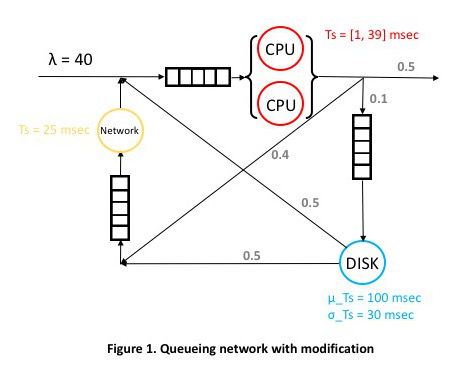 Ts = [1, 39] msec
λ = 40
CPU
0.5
CPU
0.1
Ts = 25 msec
Network
0.4
0.5
0.5
DISK
μ_Ts = 100 msec
σ_Ts = 30 msec
Figure 1. Queueing network with modification